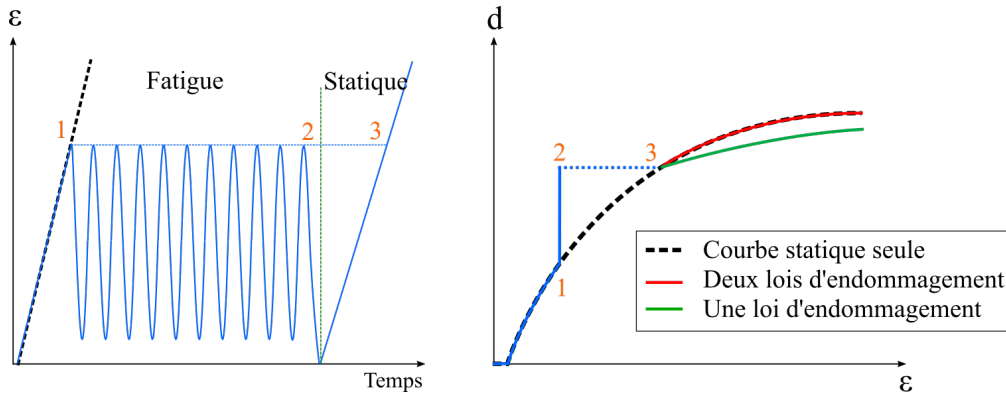 ε
Fatigue
Statique
1
2
3
Temps
d
2
3
1
Courbe statique seule
Deux lois d'endommagement
Une loi d'endommagement
ε